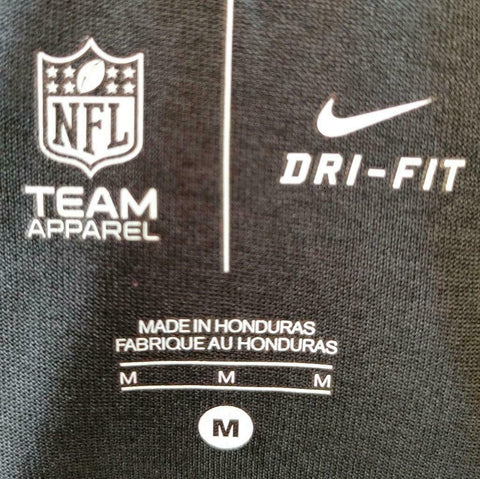 NFL
TEAM
APPAREL
DRI-FIT
MADE IN HONDURAS
FABRIQUE AU HONDURAS
M M M
M